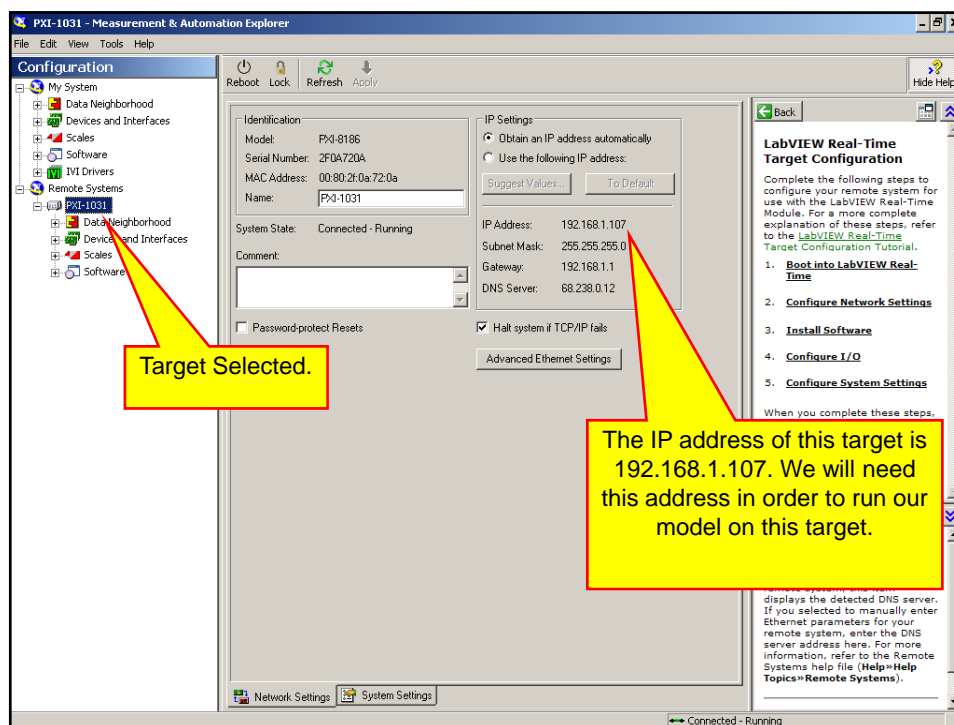 PXI-1031 - Measurement & Automation Explorer
File Edit View Tools Help
Configuration
My System
Data Neighborhood
Devices and Interfaces
Scales
Software
IVI Drivers
Remote Systems
PXI-1031
Data Neighborhood
Devices and Interfaces
Scales
Software
Reboot Lock Refresh Apply
Hide Help
Identification
Model: PXI-8186
Serial Number: 2F0A720A
MAC Address: 00:80:2f:0a:72:0a
Name: PXI-1031
System State: Connected - Running
Comment:
Password-protect Resets
IP Settings
Obtain an IP address automatically
Use the following IP address:
Suggest Values... To Default
IP Address: 192.168.1.107
Subnet Mask: 255.255.255.0
Gateway: 192.168.1.1
DNS Server: 68.238.0.12
Halt system if TCP/IP fails
Advanced Ethernet Settings
Target Selected.
The IP address of this target is
192.168.1.107. We will need
this address in order to run our
model on this target.
Back
LabVIEW Real-Time
Target Configuration
Complete the following steps to
configure your remote system for
use with the LabVIEW Real-Time
Module. For a more complete
explanation of these steps, refer
to the LabVIEW Real-Time
Target Configuration Tutorial.
1. Boot into LabVIEW Real-
Time
2. Configure Network Settings
3. Install Software
4. Configure I/O
5. Configure System Settings
When you complete these steps,
displays the detected DNS server.
If you selected to manually enter
Ethernet parameters for your
remote system, enter the DNS
server address here. For more
information, refer to the Remote
Systems help file (Help»Help
Topics»Remote Systems).
Network Settings System Settings
Connected - Running